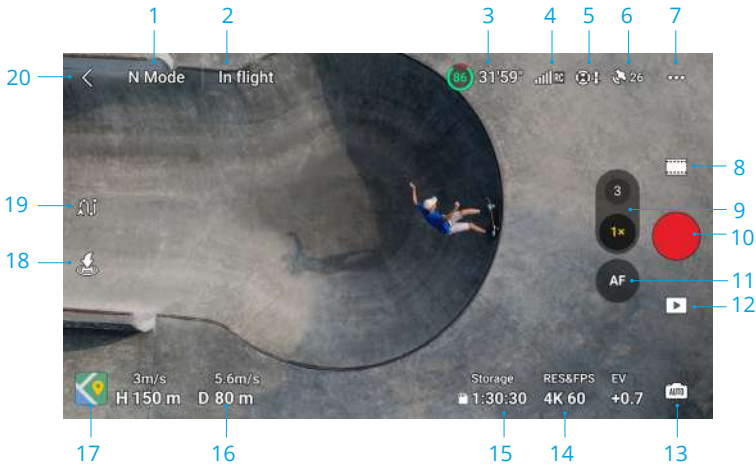 1 2 3 4 5 6 7
20 N Mode In flight 86 31'59" RC 26
8
3
19 9
1× 10
18 AF 11
12
3m/s 5.6m/s Storage RES&FPS EV
H 150 m D 80 m 1:30:30 4K 60 +0.7 AUTO
17 16 15 14 13